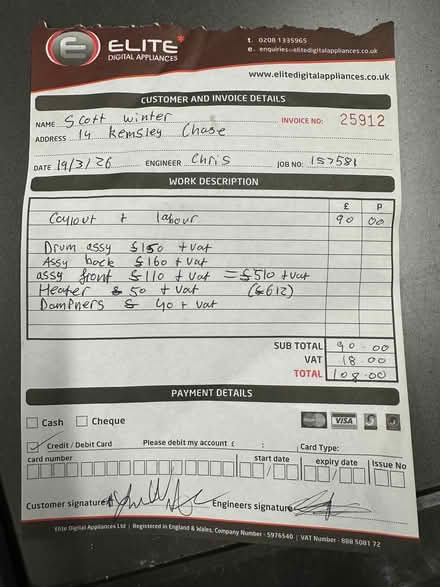 E ELITE
DIGITAL APPLIANCES
t. 0208 1335965
e. enquiries@elitedigitalappliances.co.uk
www.elitedigitalappliances.co.uk
CUSTOMER AND INVOICE DETAILS
NAME Scott Winter INVOICE NO: 25912
ADDRESS 14 Kemsley Chase
DATE 19/3/26 ENGINEER Chris JOB NO: 157581
WORK DESCRIPTION
£ P
Callout + labour 90 00
Drum assy £150 + vat
Assy back £160 + vat
assy front £110 + vat = £510 + vat
Heater £ 50 + vat (£612)
Dampners £ 40 + vat
SUB TOTAL 90.00
VAT 18.00
TOTAL 108.00
PAYMENT DETAILS
Cash Cheque VISA
Credit / Debit Card Please debit my account £ : Card Type:
card number start date expiry date Issue No
Customer signature Engineers signature
Elite Digital Appliances Ltd | Registered in England & Wales. Company Number - 5976540 | VAT Number - 888 5081 72